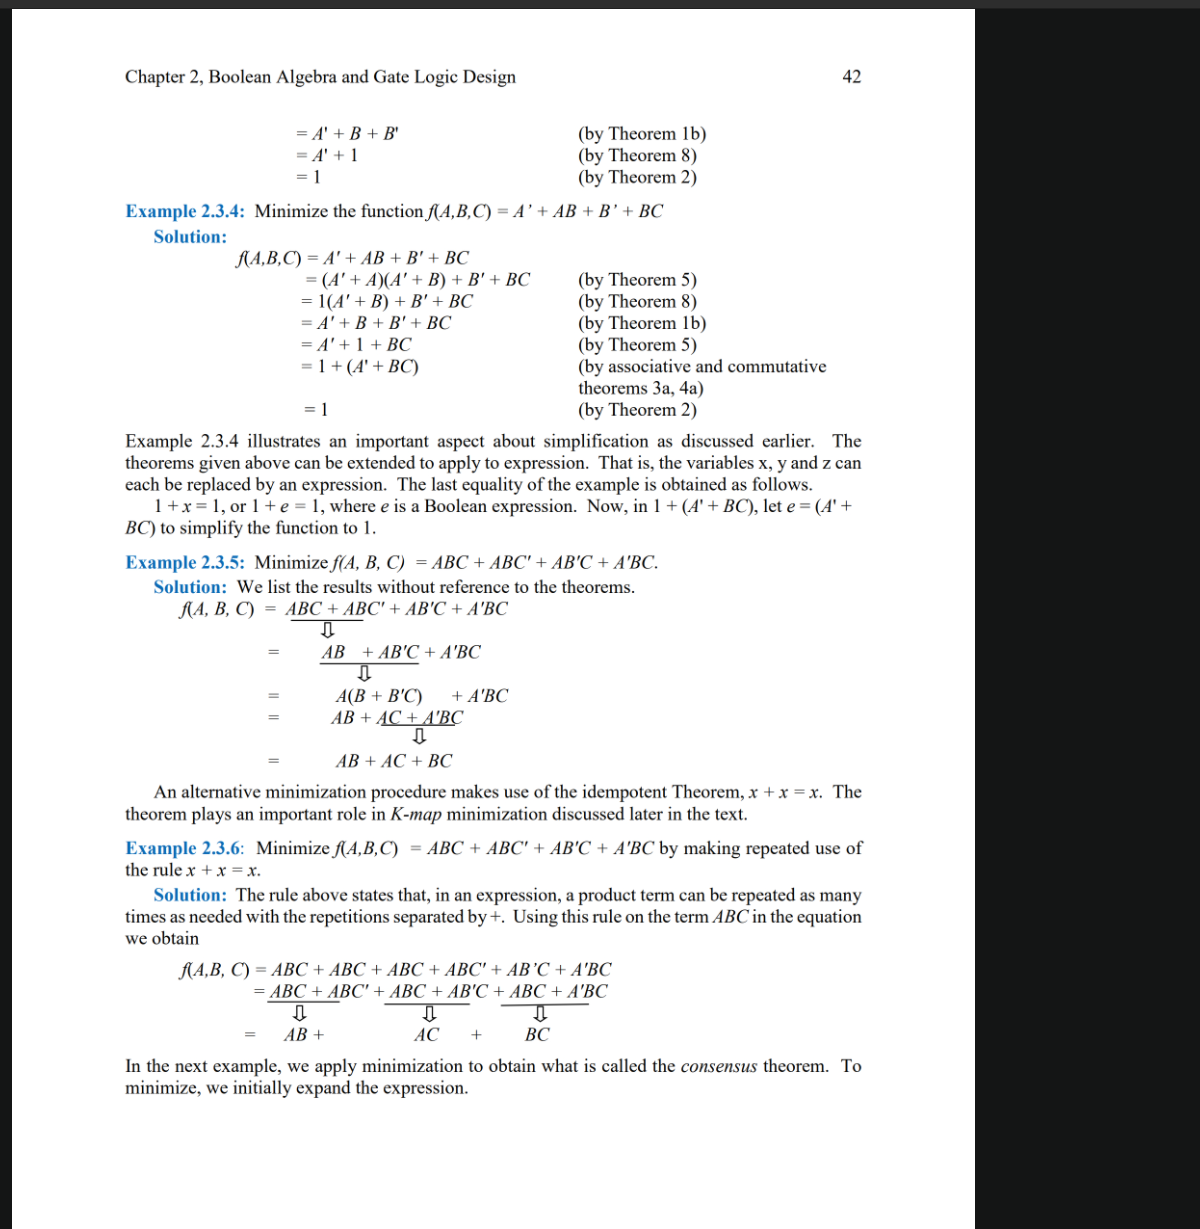 Chapter 2, Boolean Algebra and Gate Logic Design 42
= A' + B + B' (by Theorem 1b)
= A' + 1 (by Theorem 8)
= 1 (by Theorem 2)
Example 2.3.4: Minimize the function f(A,B,C) = A’ + AB + B’ + BC
Solution:
f(A,B,C) = A' + AB + B' + BC
= (A' + A)(A' + B) + B' + BC (by Theorem 5)
= 1(A' + B) + B' + BC (by Theorem 8)
= A' + B + B' + BC (by Theorem 1b)
= A' + 1 + BC (by Theorem 5)
= 1 + (A' + BC) (by associative and commutative
theorems 3a, 4a)
= 1 (by Theorem 2)
Example 2.3.4 illustrates an important aspect about simplification as discussed earlier. The
theorems given above can be extended to apply to expression. That is, the variables x, y and z can
each be replaced by an expression. The last equality of the example is obtained as follows.
1 + x = 1, or 1 + e = 1, where e is a Boolean expression. Now, in 1 + (A' + BC), let e = (A' +
BC) to simplify the function to 1.
Example 2.3.5: Minimize f(A, B, C) = ABC + ABC' + AB'C + A'BC.
Solution: We list the results without reference to the theorems.
f(A, B, C) = ABC + ABC' + AB'C + A'BC
⇩
= AB + AB'C + A'BC
⇩
= A(B + B'C) + A'BC
= AB + AC + A'BC
⇩
= AB + AC + BC
An alternative minimization procedure makes use of the idempotent Theorem, x + x = x. The
theorem plays an important role in K-map minimization discussed later in the text.
Example 2.3.6: Minimize f(A,B,C) = ABC + ABC' + AB'C + A'BC by making repeated use of
the rule x + x = x.
Solution: The rule above states that, in an expression, a product term can be repeated as many
times as needed with the repetitions separated by +. Using this rule on the term ABC in the equation
we obtain
f(A,B, C) = ABC + ABC + ABC + ABC' + AB’C + A'BC
= ABC + ABC' + ABC + AB'C + ABC + A'BC
⇩ ⇩ ⇩
= AB + AC + BC
In the next example, we apply minimization to obtain what is called the consensus theorem. To
minimize, we initially expand the expression.